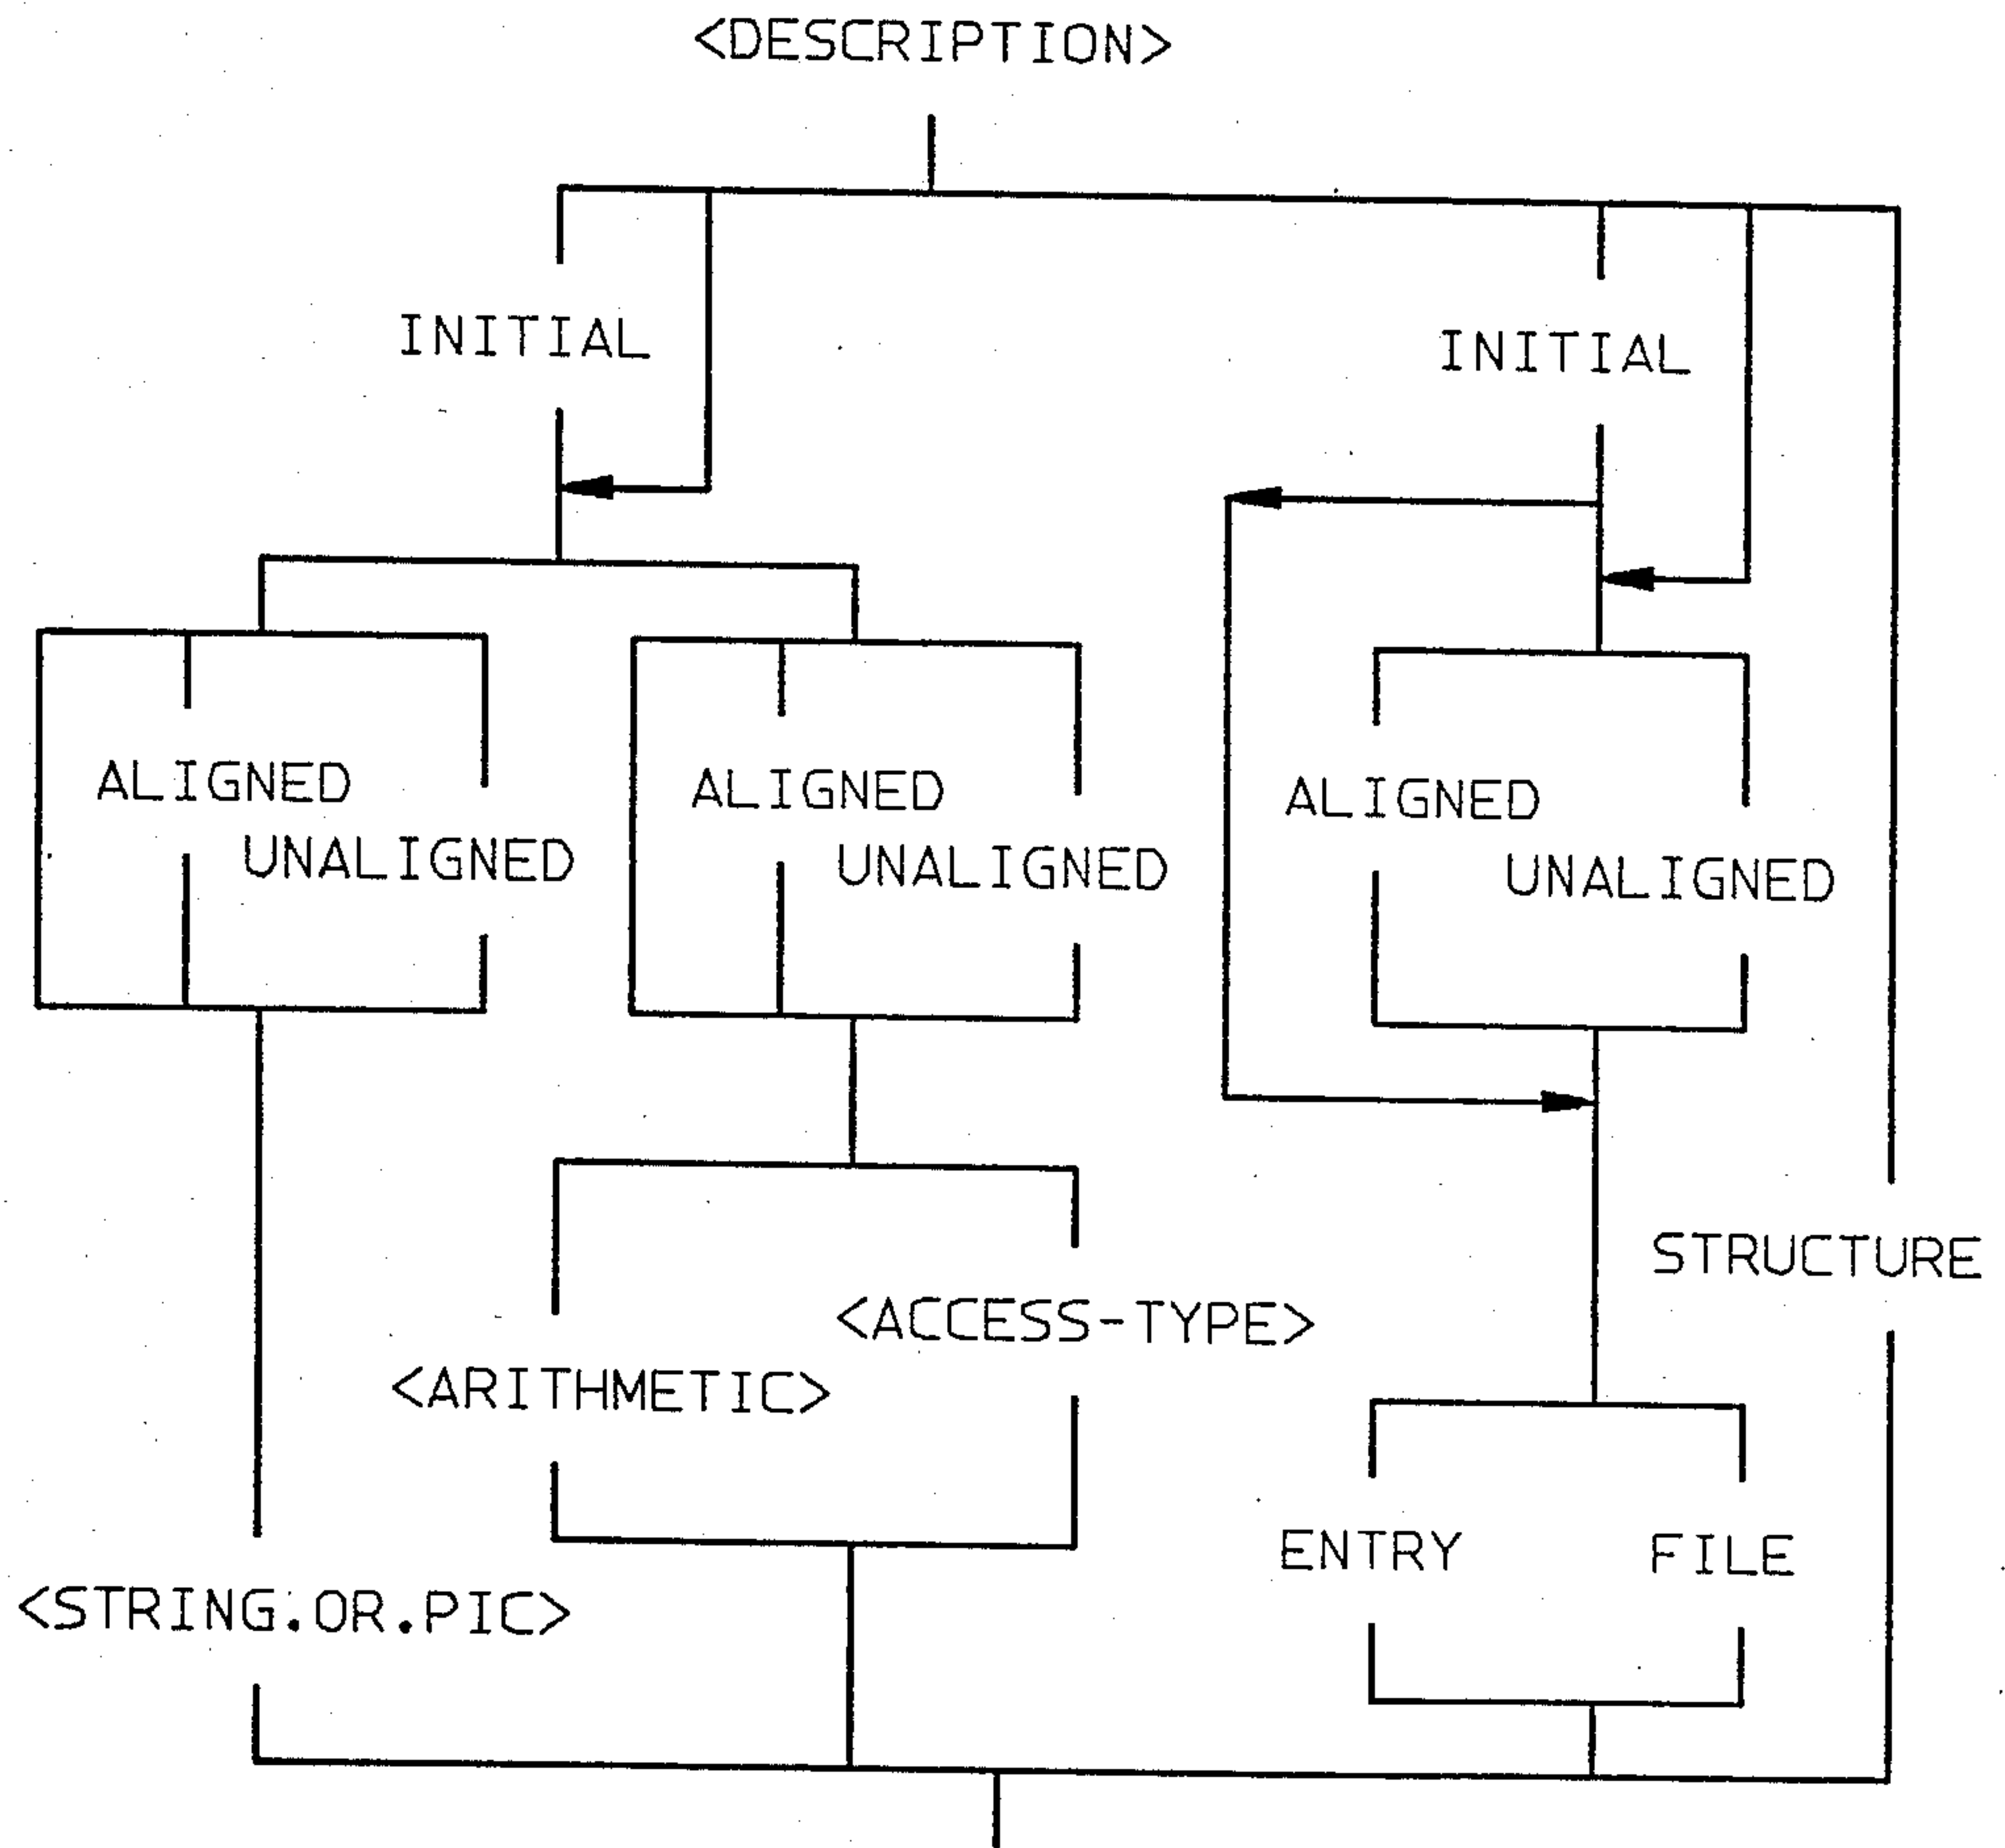 <DESCRIPTION>
INITIAL
INITIAL
ALIGNED
UNALIGNED
ALIGNED
UNALIGNED
ALIGNED
UNALIGNED
STRUCTURE
<ACCESS-TYPE>
<ARITHMETIC>
ENTRY
FILE
<STRING.OR.PIC>